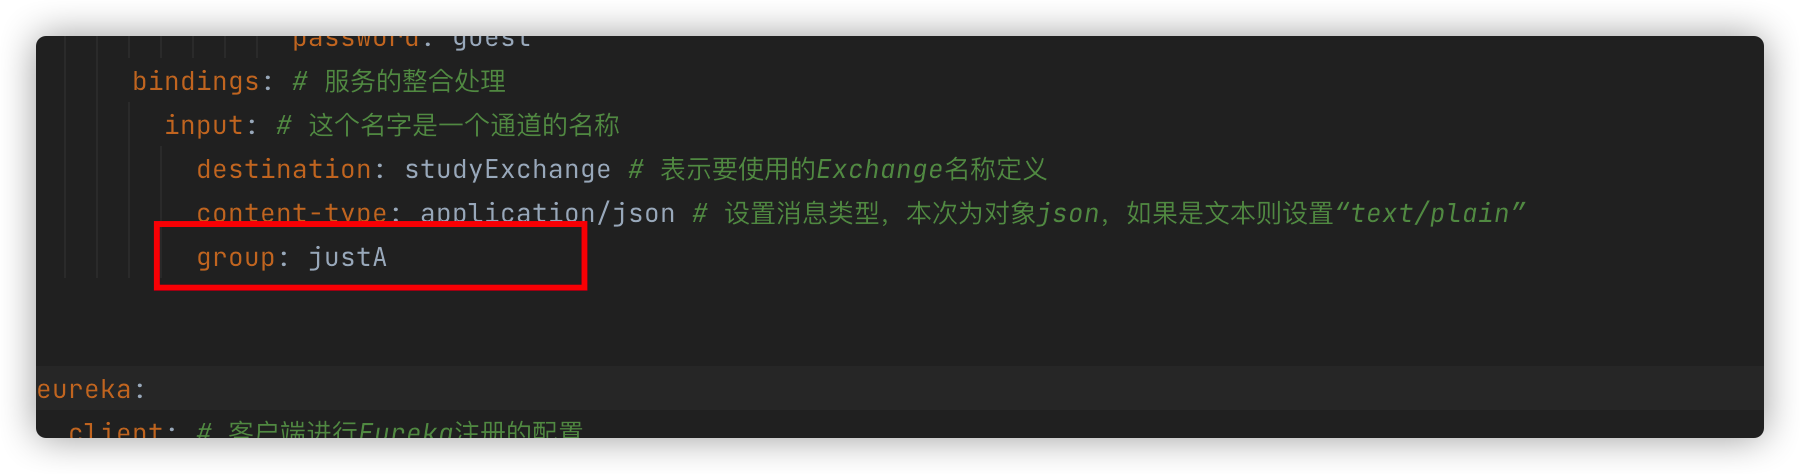 password: guest
bindings: # 服务的整合处理
input: # 这个名字是一个通道的名称
destination: studyExchange # 表示要使用的Exchange名称定义
content-type: application/json # 设置消息类型，本次为对象json，如果是文本则设置“text/plain”
group: justA
eureka:
client: # 客户端进行Eureka注册的配置